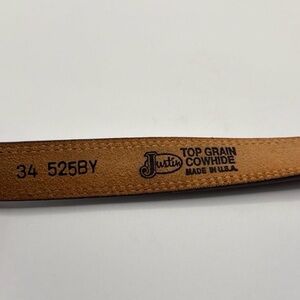 34 525BY
Justin
TOP GRAIN
COWHIDE
MADE IN U.S.A.